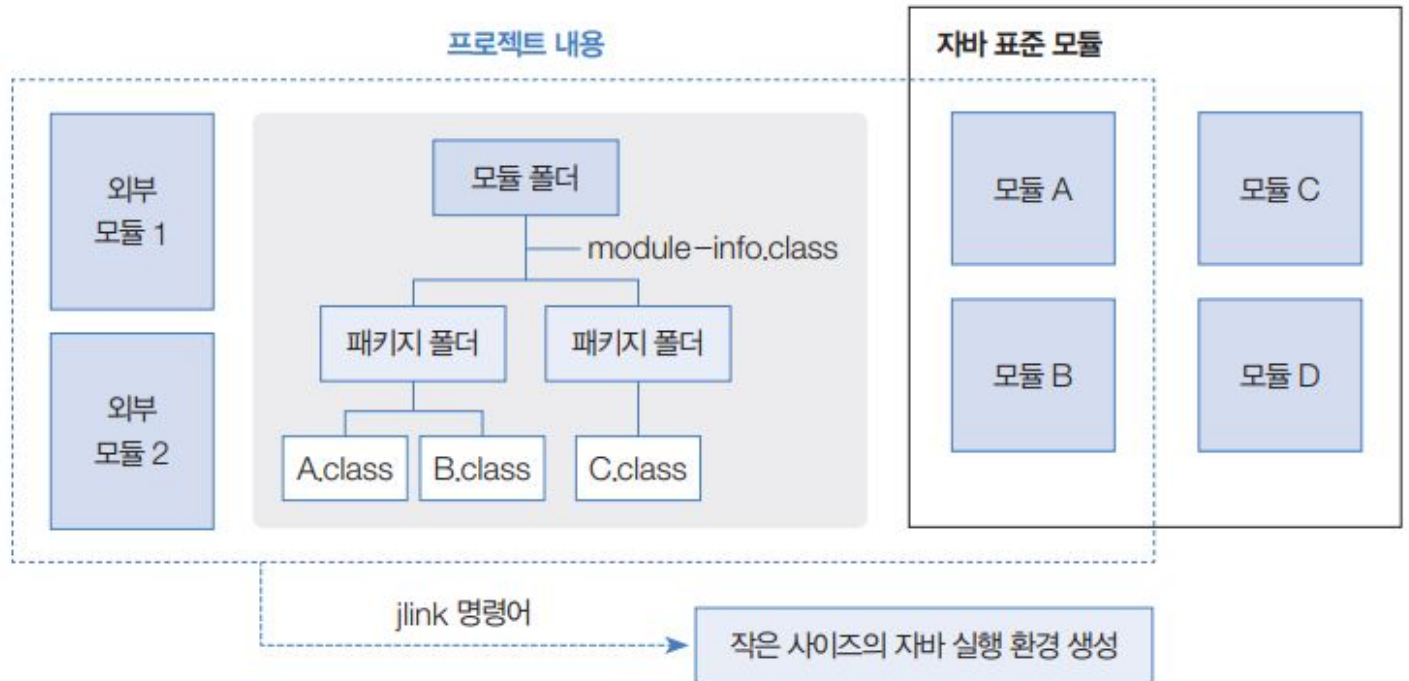 프로젝트 내용
자바 표준 모듈
외부
모듈 1
외부
모듈 2
모듈 폴더
module-info.class
패키지 폴더
패키지 폴더
A.class
B.class
C.class
모듈 A
모듈 C
모듈 B
모듈 D
jlink 명령어
작은 사이즈의 자바 실행 환경 생성